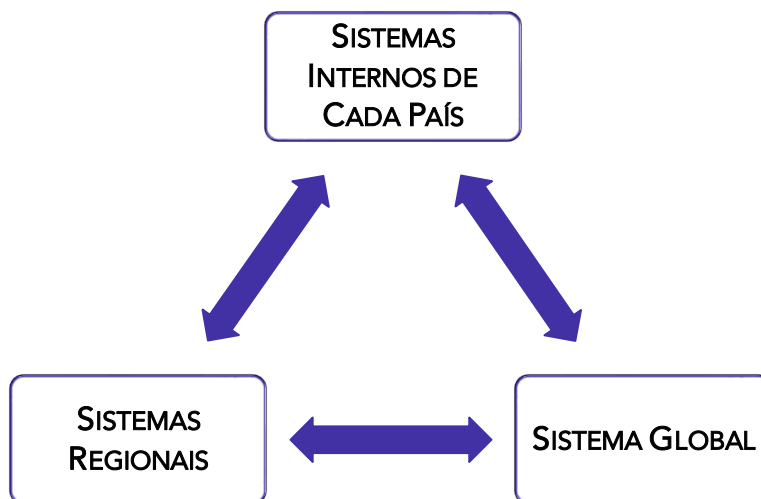 SISTEMAS
INTERNOS DE
CADA PAÍS
SISTEMAS
REGIONAIS
SISTEMA GLOBAL